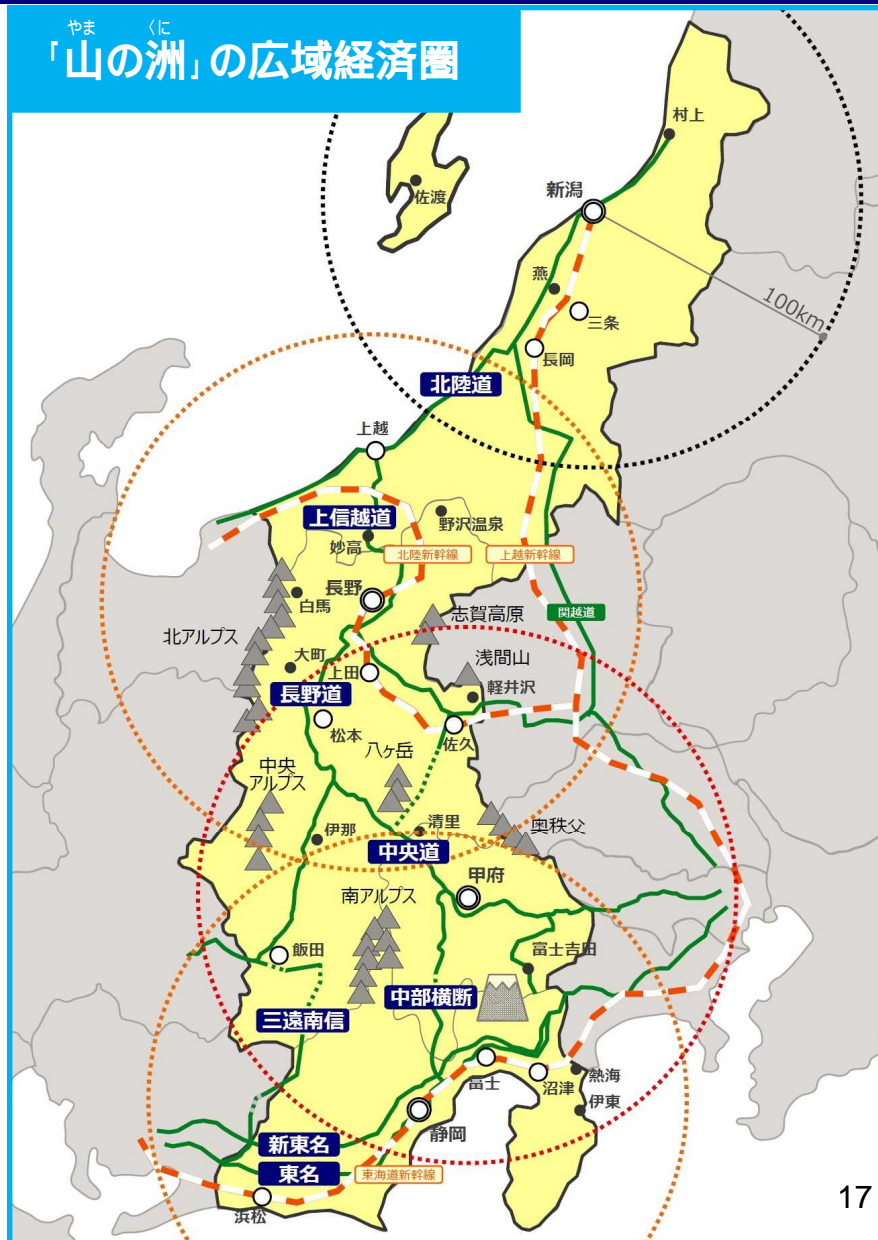 やま くに
「山の洲」の広域経済圏
村上
佐渡
新潟
燕
100km
三条
長岡
北陸道
上越
上信越道
野沢温泉
妙高
北陸新幹線
上越新幹線
長野
白馬
関越道
志賀高原
北アルプス
浅間山
大町
上田
軽井沢
長野道
松本
佐久
八ヶ岳
中央
アルプス
清里
奥秩父
伊那
中央道
甲府
南アルプス
飯田
富士吉田
中部横断
三遠南信
富士
沼津
熱海
伊東
静岡
新東名
東名
東海道新幹線
浜松
17